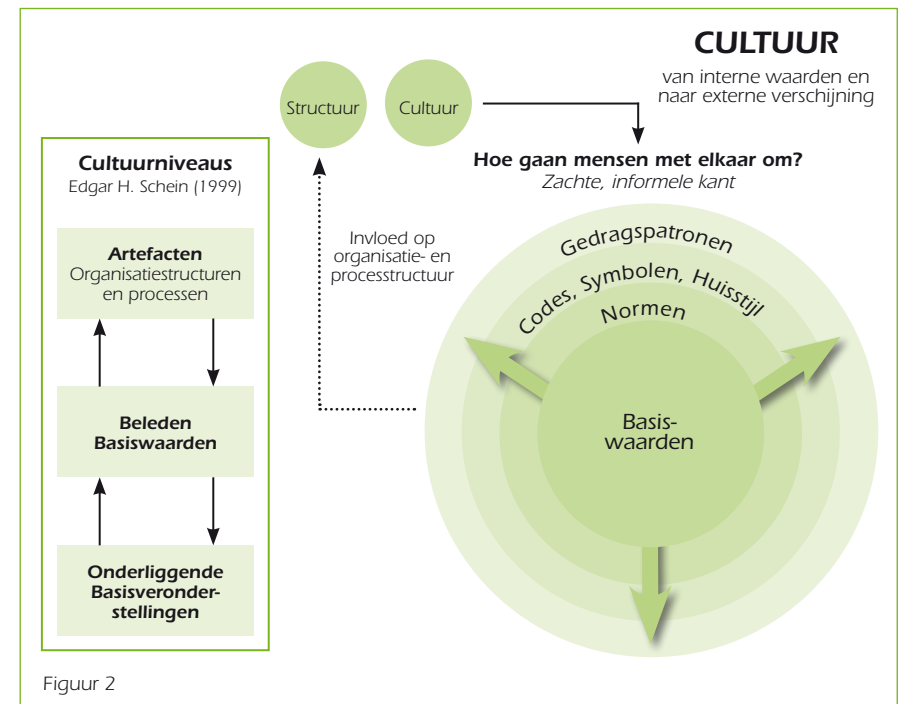 CULTUUR
van interne waarden en
naar externe verschijning
Structuur
Cultuur
Hoe gaan mensen met elkaar om?
Zachte, informele kant
Cultuurniveaus
Edgar H. Schein (1999)
Artefacten
Organisatiestructuren
en processen
Beleden
Basiswaarden
Onderliggende
Basisveronder-
stellingen
Invloed op
organisatie- en
processtructuur
Gedragspatronen
Codes, Symbolen, Huisstijl
Normen
Basis-
waarden
Figuur 2